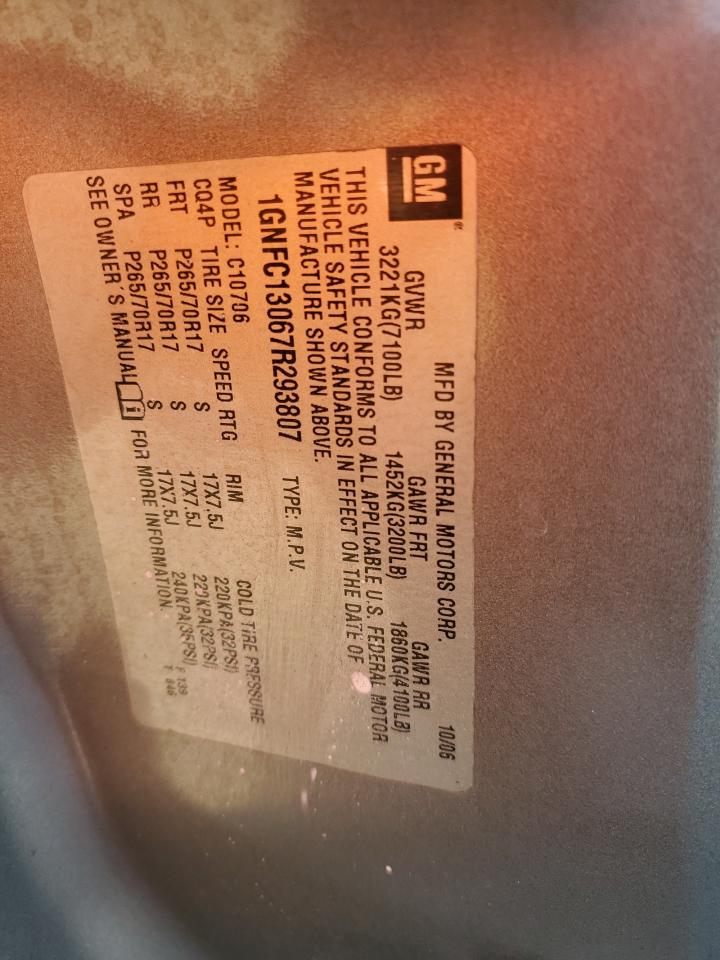 GM®
MFD BY GENERAL MOTORS CORP. 10/06
GVWR GAWR FRT GAWR RR
3221KG(7100LB) 1452KG(3200LB) 1860KG(4100LB)
THIS VEHICLE CONFORMS TO ALL APPLICABLE U.S. FEDERAL MOTOR
VEHICLE SAFETY STANDARDS IN EFFECT ON THE DATE OF
MANUFACTURE SHOWN ABOVE.
1GNFC13067R293807 TYPE: M.P.V.
MODEL: C10706
CQ4P TIRE SIZE SPEED RTG RIM COLD TIRE PRESSURE
FRT P265/70R17 S 17X7.5J 220KPA(32PSI)
RR P265/70R17 S 17X7.5J 220KPA(32PSI)
SPA P265/70R17 S 17X7.5J 240KPA(35PSI)
SEE OWNER'S MANUAL FOR MORE INFORMATION.
F 139
T 846